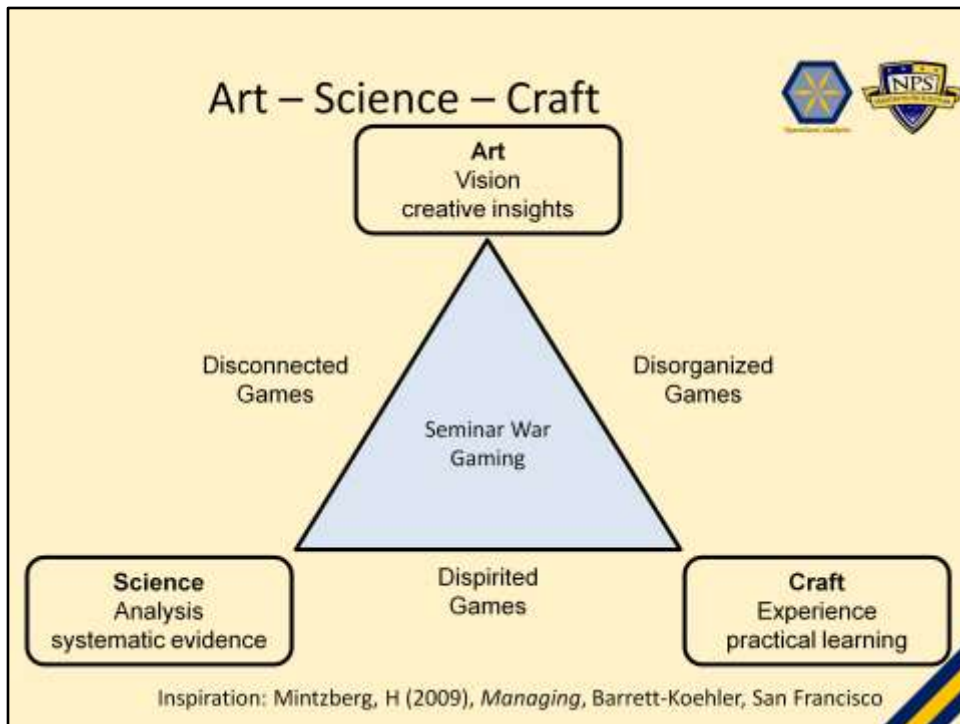 Art – Science – Craft
NPS
Art
Vision
creative insights
Disconnected
Games
Disorganized
Games
Seminar War
Gaming
Science
Analysis
systematic evidence
Dispirited
Games
Craft
Experience
practical learning
Inspiration: Mintzberg, H (2009), Managing, Barrett-Koehler, San Francisco